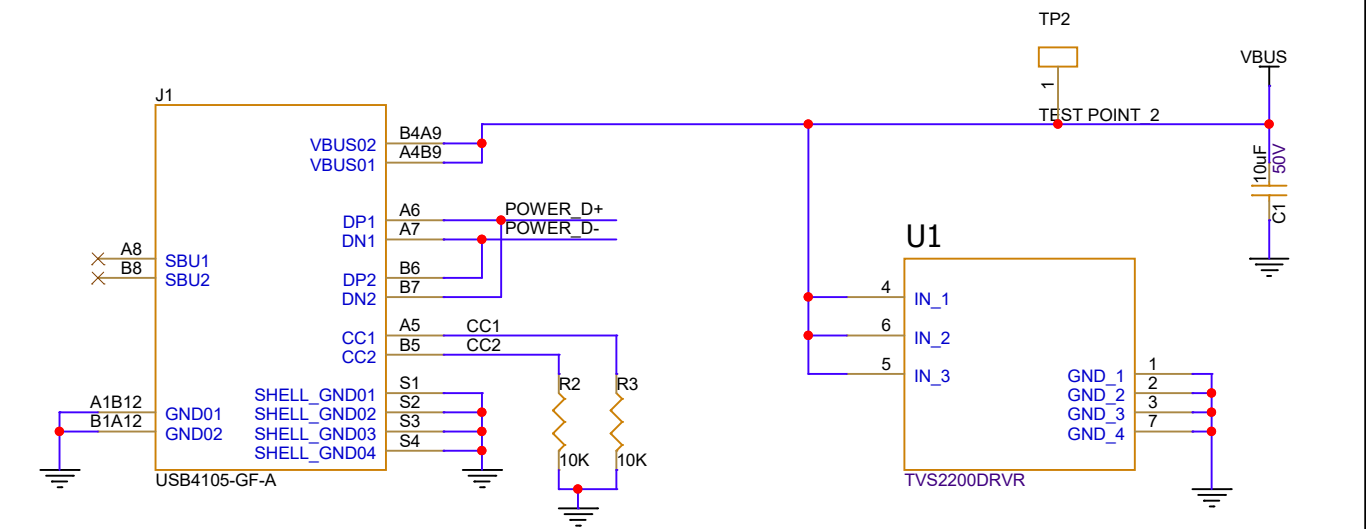 TP2
1
TEST POINT_2
VBUS
10uF
50V
C1
J1
VBUS02 B4A9
VBUS01 A4B9
DP1 A6 POWER_D+
DN1 A7 POWER_D-
A8 SBU1
B8 SBU2
DP2 B6
DN2 B7
CC1 A5 CC1
CC2 B5 CC2
SHELL_GND01 S1
SHELL_GND02 S2
SHELL_GND03 S3
SHELL_GND04 S4
A1B12 GND01
B1A12 GND02
USB4105-GF-A
R2
10K
R3
10K
U1
4 IN_1
6 IN_2
5 IN_3
GND_1 1
GND_2 2
GND_3 3
GND_4 7
TVS2200DRVR